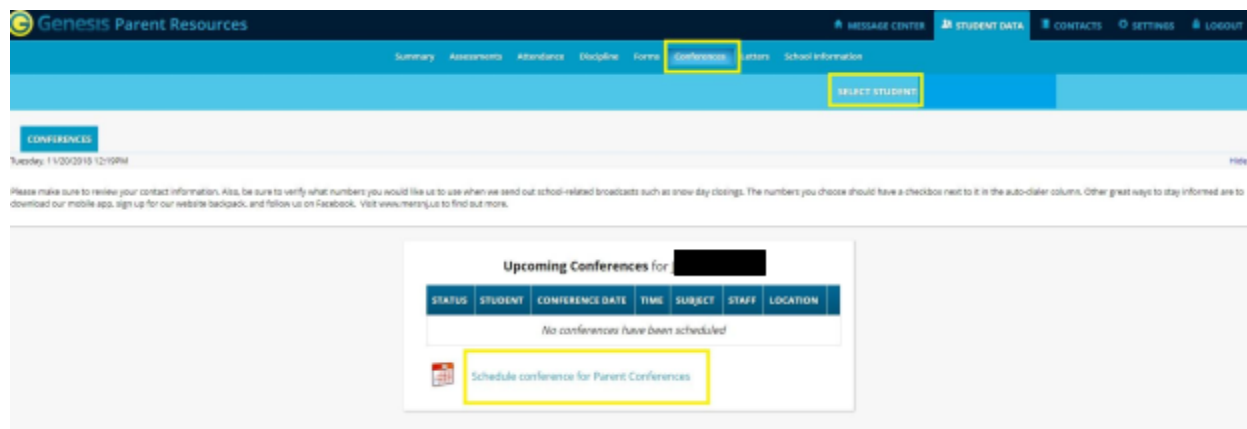 Genesis Parent Resources
MESSAGE CENTER STUDENT DATA CONTACTS SETTINGS LOGOUT
Summary Assessments Attendance Discipline Forms Conferences Letters School Information
SELECT STUDENT
CONFERENCES
Tuesday, 11/20/2018 12:19PM Hide
Please make sure to review your contact information. Also, be sure to verify what numbers you would like us to use when we send out school-related broadcasts such as snow day closings. The numbers you choose should have a checkbox next to it in the auto-dialer column. Other great ways to stay informed are to
download our mobile app, sign up for our website backpack, and follow us on Facebook. Visit www.mersnj.us to find out more.
Upcoming Conferences for
STATUS STUDENT CONFERENCE DATE TIME SUBJECT STAFF LOCATION
No conferences have been scheduled
Schedule conference for Parent Conferences